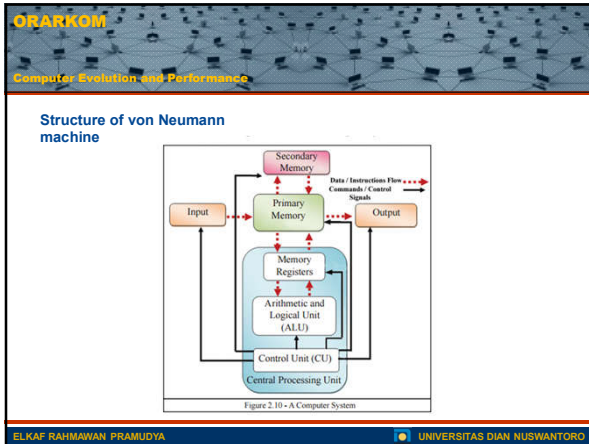 ORARKOM
Computer Evolution and Performance
Structure of von Neumann
machine
Secondary
Memory
Data / Instructions Flow
Commands / Control
Signals
Input
Primary
Memory
Output
Memory
Registers
Arithmetic and
Logical Unit
(ALU)
Control Unit (CU)
Central Processing Unit
Figure 2.10 - A Computer System
ELKAF RAHMAWAN PRAMUDYA
UNIVERSITAS DIAN NUSWANTORO